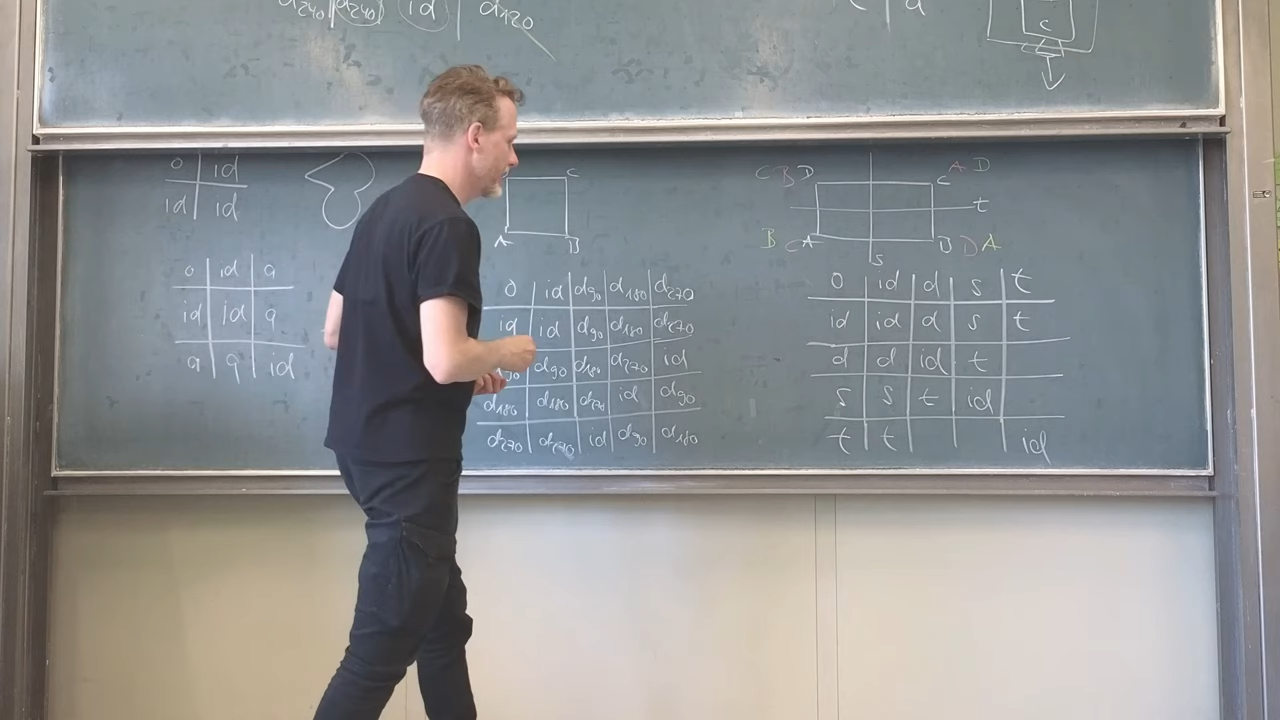 d240 d240 id d120
c d
c
o id
id id
o id a
id id a
a a id
C
A B
o id d90 d180 d270
id id d90 d180 d270
d90 d90 d180 d270 id
d180 d180 d270 id d90
d270 d270 id d90 d180
C B D C A D
t
B C A B D A
s
o id d s t
id id d s t
d d id t
s s t id
t t id